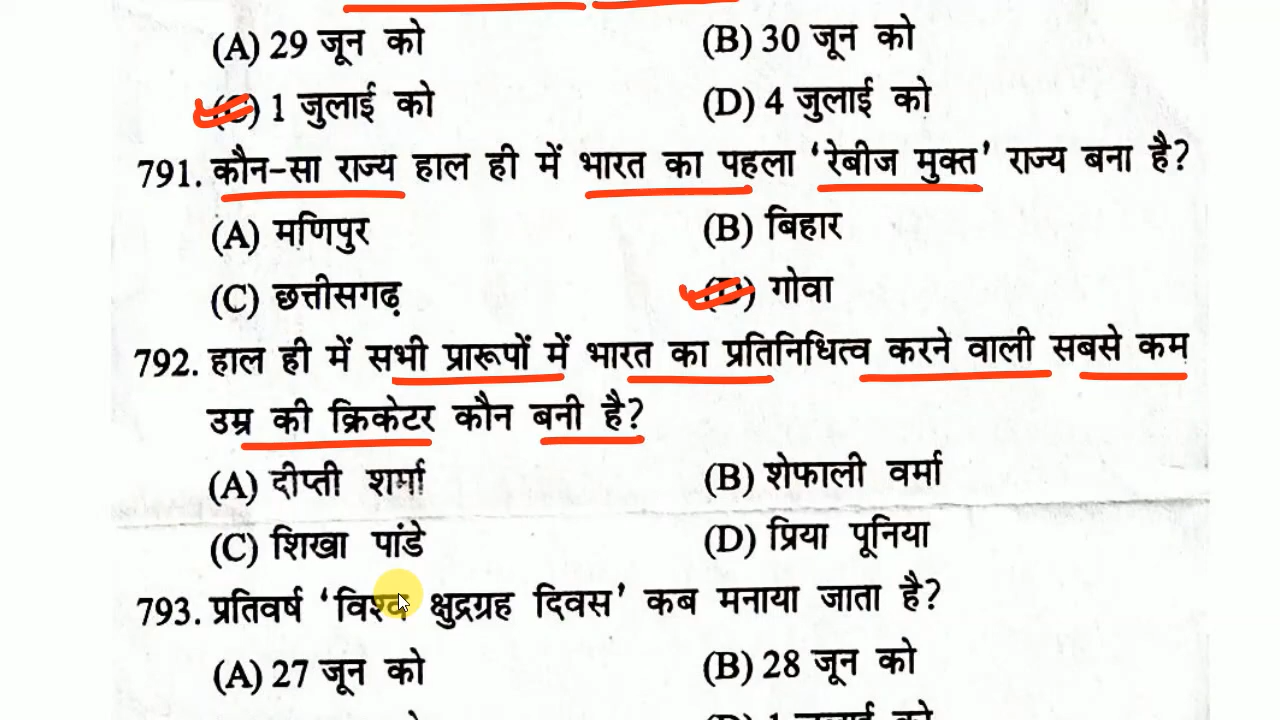 (A) 29 जून को (B) 30 जून को
(C) 1 जुलाई को (D) 4 जुलाई को
791. कौन-सा राज्य हाल ही में भारत का पहला ‘रेबीज मुक्त’ राज्य बना है?
(A) मणिपुर (B) बिहार
(C) छत्तीसगढ़ (D) गोवा
792. हाल ही में सभी प्रारूपों में भारत का प्रतिनिधित्व करने वाली सबसे कम
उम्र की क्रिकेटर कौन बनी है?
(A) दीप्ती शर्मा (B) शेफाली वर्मा
(C) शिखा पांडे (D) प्रिया पूनिया
793. प्रतिवर्ष ‘विश्व क्षुद्रग्रह दिवस’ कब मनाया जाता है?
(A) 27 जून को (B) 28 जून को